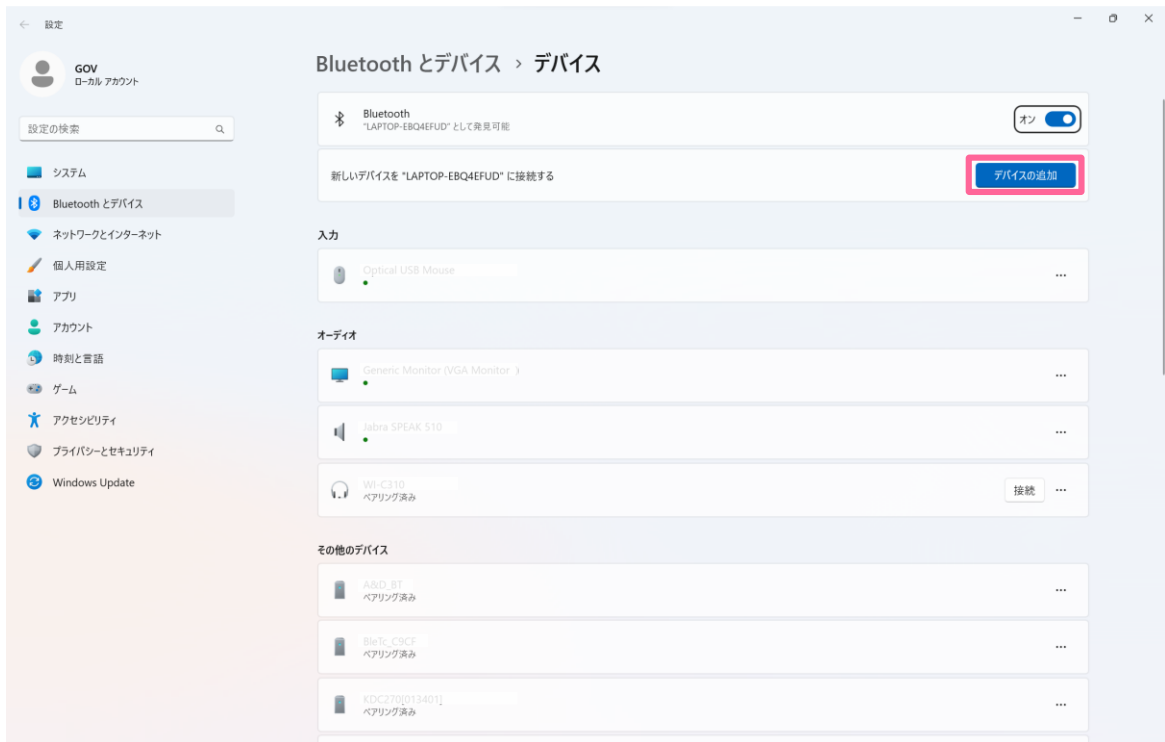 設定
GOV
ローカル アカウント
設定の検索
システム
Bluetooth とデバイス
ネットワークとインターネット
個人用設定
アプリ
アカウント
時刻と言語
ゲーム
アクセシビリティ
プライバシーとセキュリティ
Windows Update
Bluetooth とデバイス › デバイス
Bluetooth
"LAPTOP-EBQ4EFUD" として発見可能
オン
新しいデバイスを "LAPTOP-EBQ4EFUD" に接続する
デバイスの追加
入力
Optical USB Mouse
オーディオ
Generic Monitor (VGA Monitor )
Jabra SPEAK 510
WI-C310
ペアリング済み
接続
その他のデバイス
A&D_BT
ペアリング済み
BleTc_C9CF
ペアリング済み
KDC270[013401]
ペアリング済み